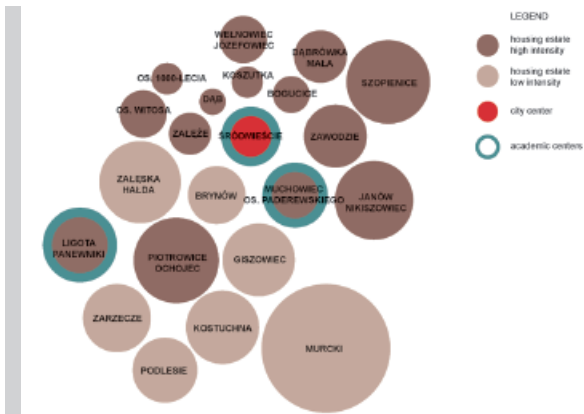 LEGEND
housing estate
high intensity
housing estate
low intensity
city center
academic centers
WEŁNOWIEC
JÓZEFOWIEC
DĄBRÓWKA
MAŁA
OS. 1000-LECIA
KOSZUTKA
SZOPIENICE
DĄB
BOGUCICE
OS. WITOSA
ZAŁĘŻE
ŚRÓDMIEŚCIE
ZAWODZIE
ZAŁĘSKA
HAŁDA
BRYNÓW
MUCHOWIEC
OS. PADEREWSKIEGO
JANÓW
NIKISZOWIEC
LIGOTA
PANEWNIKI
PIOTROWICE
OCHOJEC
GISZOWIEC
ZARZECZE
KOSTUCHNA
MURCKI
PODLESIE